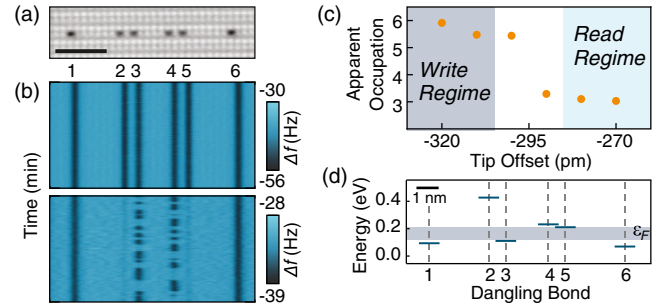 (a)
1 2 3 4 5 6
(b)
Time (min)
-30
Δf (Hz)
-56
-28
Δf (Hz)
-39
(c)
Apparent
Occupation
6
5
4
3
Write
Regime
Read
Regime
-320 -295 -270
Tip Offset (pm)
(d)
Energy (eV)
0.4
0.2
0.0
1 nm
εF
1 2 3 4 5 6
Dangling Bond